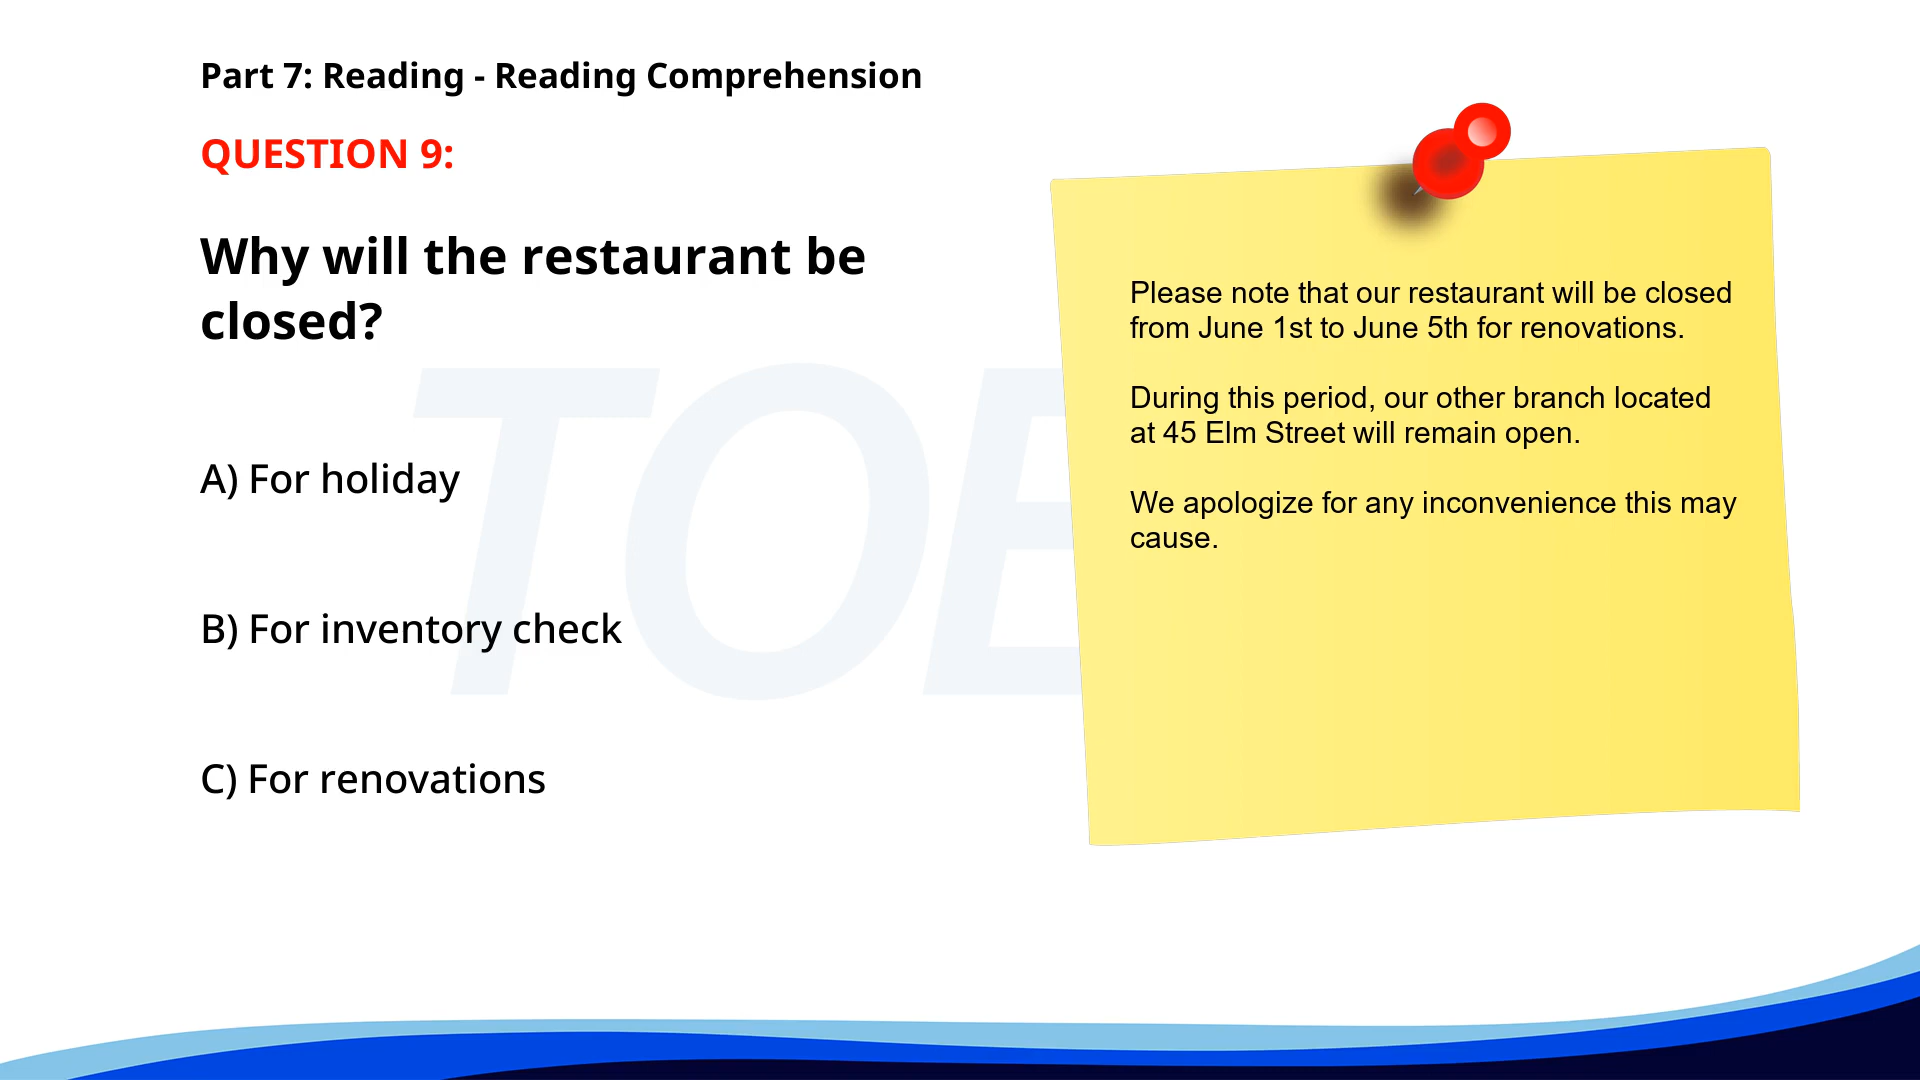 Part 7: Reading - Reading Comprehension
QUESTION 9:
Why will the restaurant be
closed?
A) For holiday
B) For inventory check
C) For renovations
Please note that our restaurant will be closed
from June 1st to June 5th for renovations.
During this period, our other branch located
at 45 Elm Street will remain open.
We apologize for any inconvenience this may
cause.
TOE